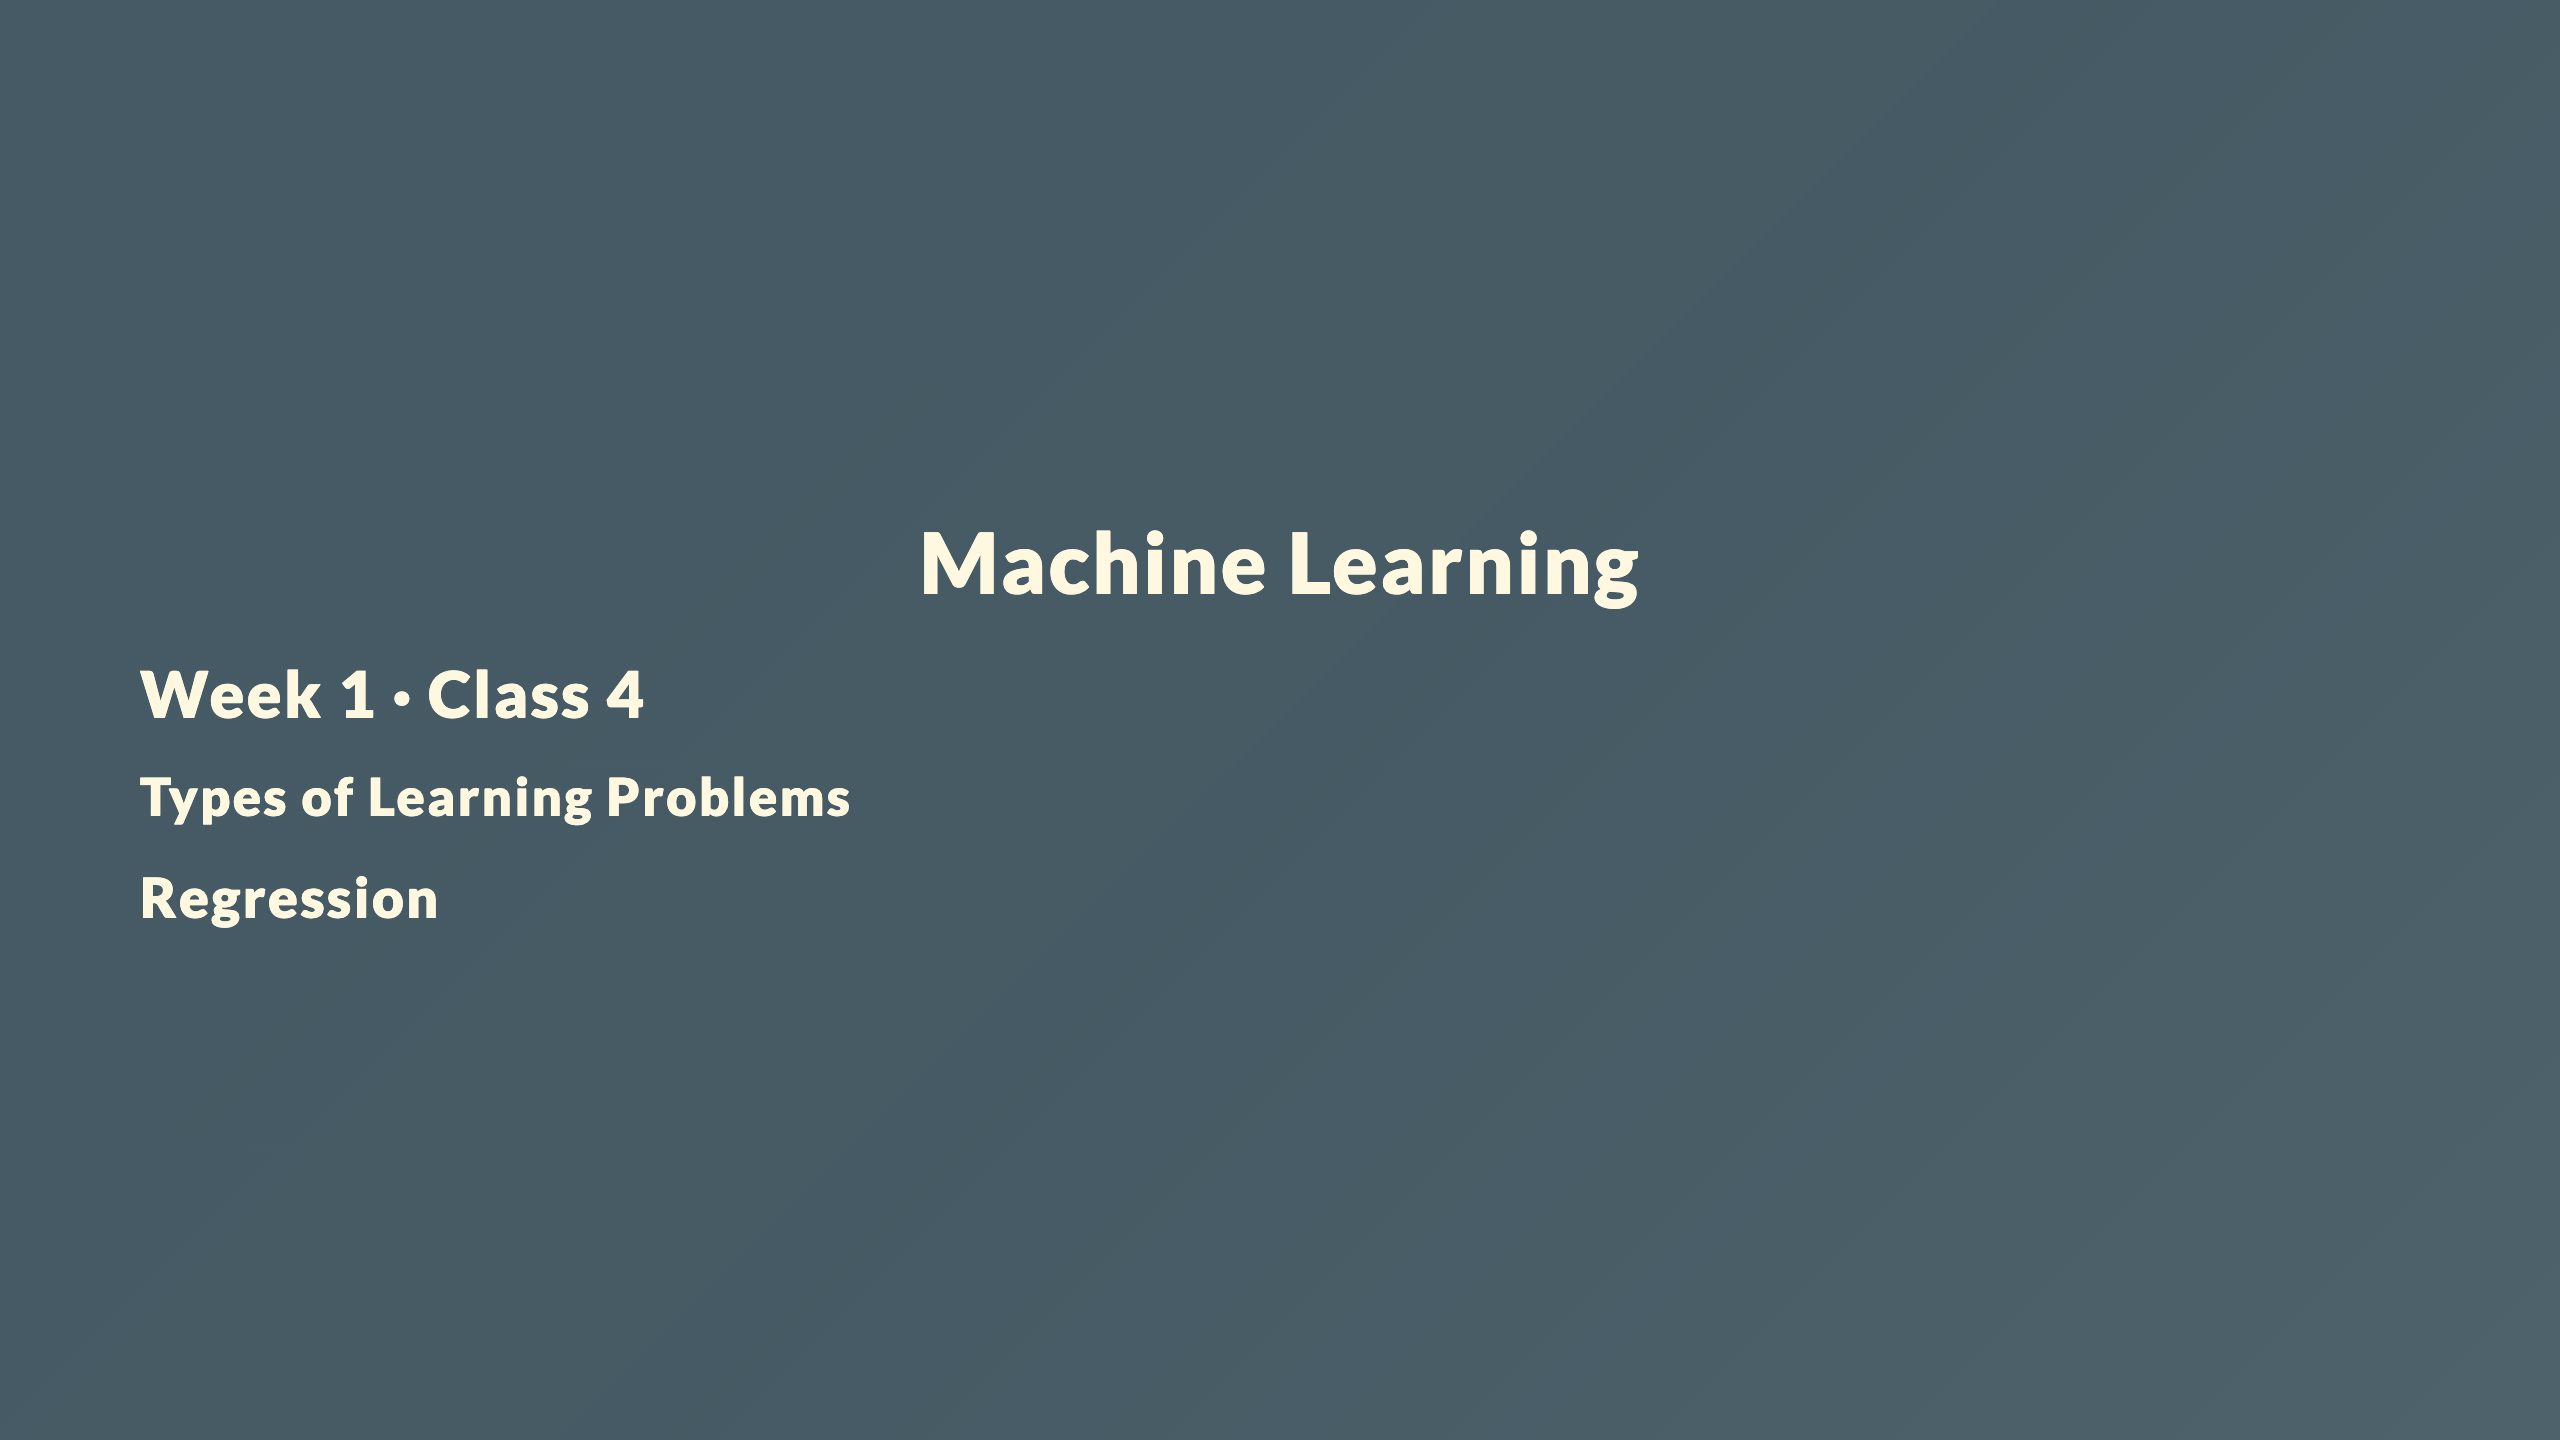 Machine Learning
Week 1 · Class 4
Types of Learning Problems
Regression